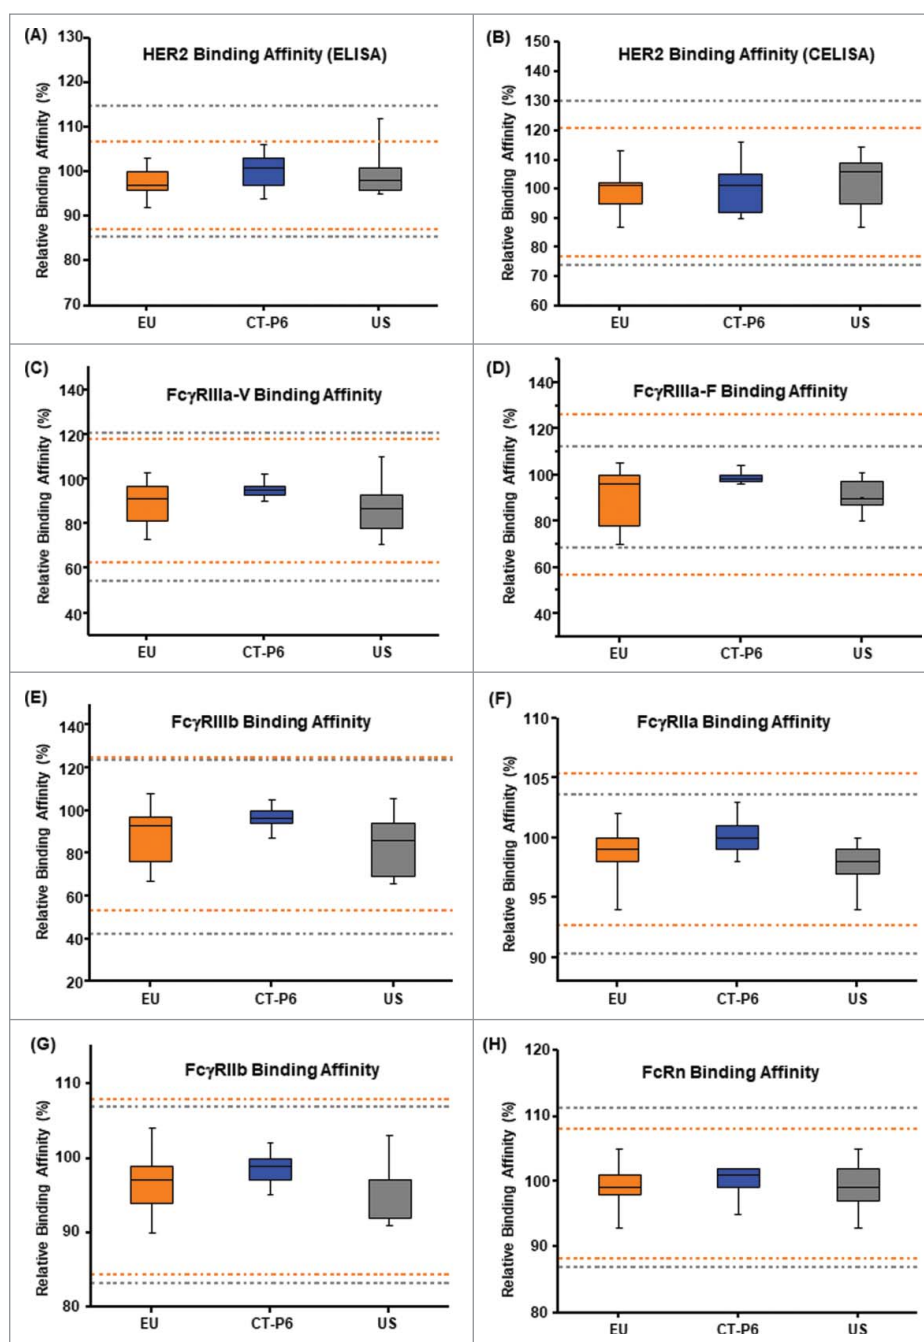 (A)
HER2 Binding Affinity (ELISA)
Relative Binding Affinity (%)
130
120
110
100
90
80
70
EU CT-P6 US
(B)
HER2 Binding Affinity (CELISA)
Relative Binding Affinity (%)
150
140
130
120
110
100
90
80
70
60
EU CT-P6 US
(C)
FcγRIIIa-V Binding Affinity
Relative Binding Affinity (%)
140
120
100
80
60
40
EU CT-P6 US
(D)
FcγRIIIa-F Binding Affinity
Relative Binding Affinity (%)
140
120
100
80
60
40
EU CT-P6 US
(E)
FcγRIIIb Binding Affinity
Relative Binding Affinity (%)
140
120
100
80
60
40
20
EU CT-P6 US
(F)
FcγRIIa Binding Affinity
Relative Binding Affinity (%)
110
105
100
95
90
EU CT-P6 US
(G)
FcγRIIb Binding Affinity
Relative Binding Affinity (%)
110
100
90
80
EU CT-P6 US
(H)
FcRn Binding Affinity
Relative Binding Affinity (%)
120
110
100
90
80
EU CT-P6 US